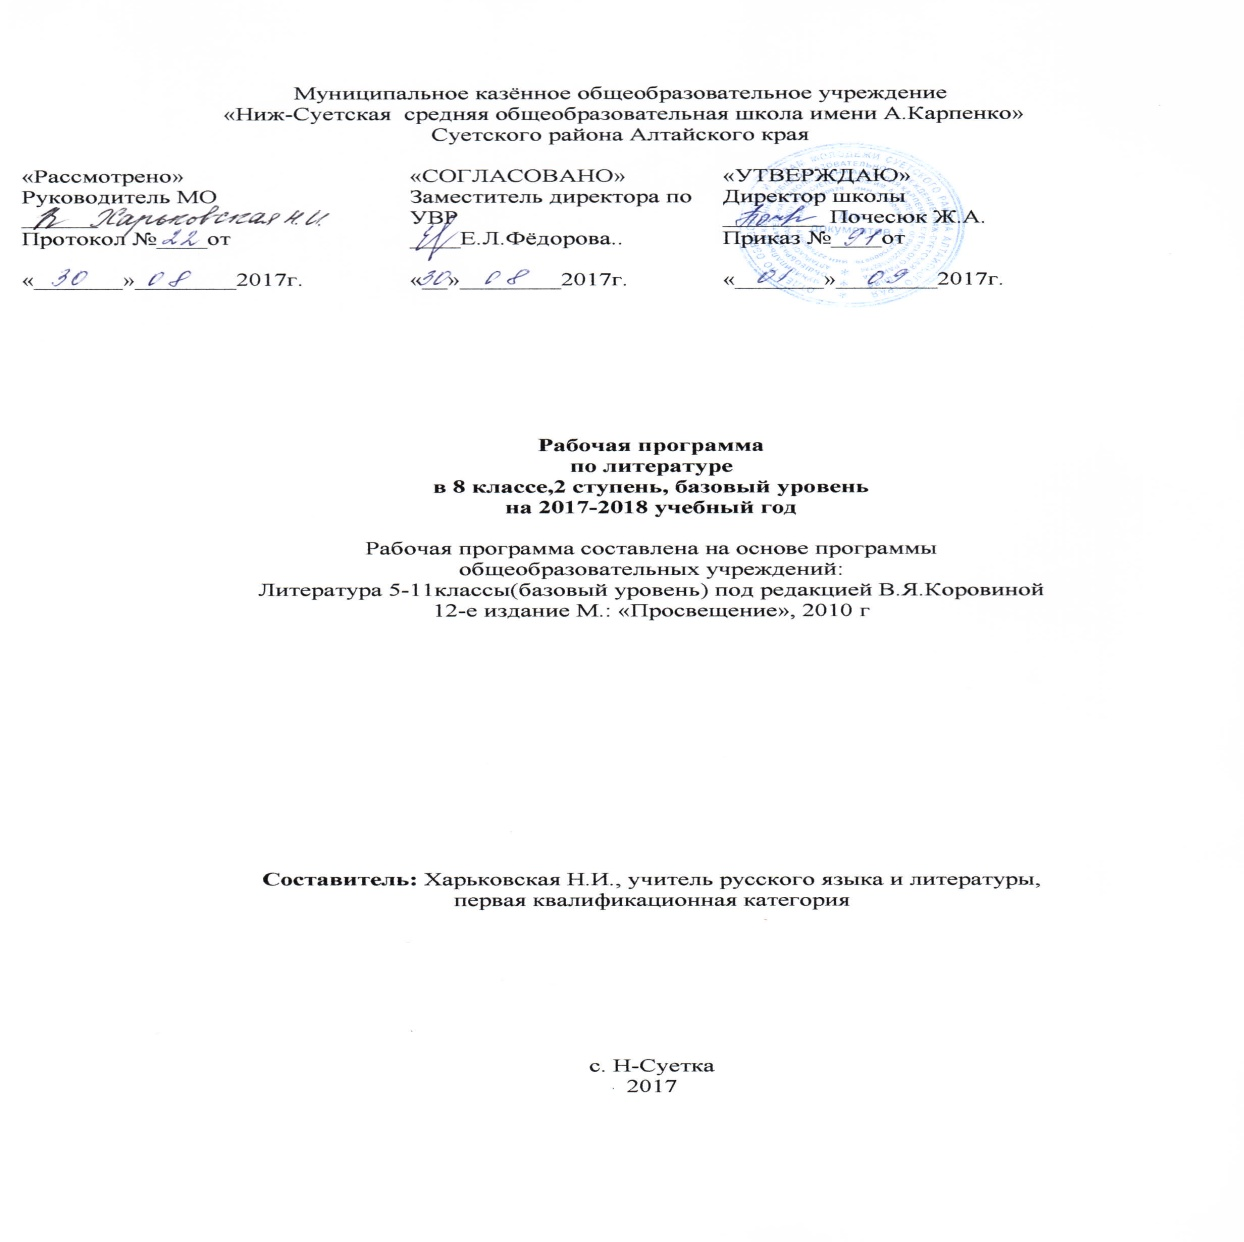 Муниципальное казённое общеобразовательное учреждение
«Ниж-Суетская средняя общеобразовательная школа имени А.Карпенко»
Суетского района Алтайского края
«Рассмотрено»
Руководитель МО
Харьковская Н.И.
Протокол № 22 от
« 30 » 08 2017г.
«СОГЛАСОВАНО»
Заместитель директора по
УВР
Е.Л.Фёдорова..
«30» 08 2017г.
«УТВЕРЖДАЮ»
Директор школы
Почесюк Ж.А.
Приказ № 91 от
« 01 » 09 2017г.
Рабочая программа
по литературе
в 8 классе,2 ступень, базовый уровень
на 2017-2018 учебный год
Рабочая программа составлена на основе программы
общеобразовательных учреждений:
Литература 5-11классы(базовый уровень) под редакцией В.Я.Коровиной
12-е издание М.: «Просвещение», 2010 г
Составитель: Харьковская Н.И., учитель русского языка и литературы,
первая квалификационная категория
с. Н-Суетка
2017